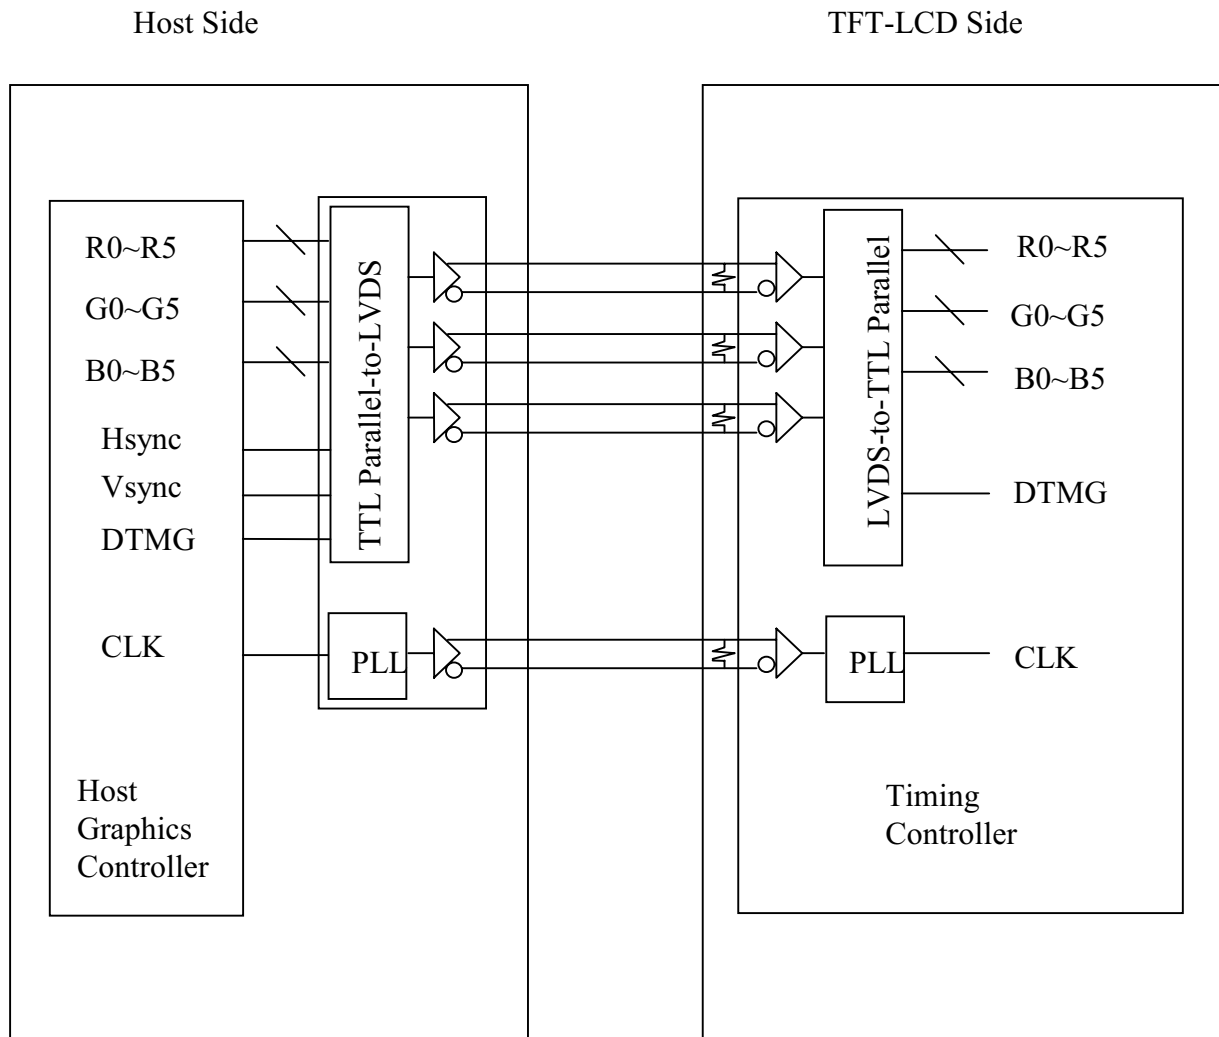 Host Side
TFT-LCD Side
R0~R5
G0~G5
B0~B5
Hsync
Vsync
DTMG
CLK
Host
Graphics
Controller
TTL Parallel-to-LVDS
PLL
LVDS-to-TTL Parallel
PLL
R0~R5
G0~G5
B0~B5
DTMG
CLK
Timing
Controller